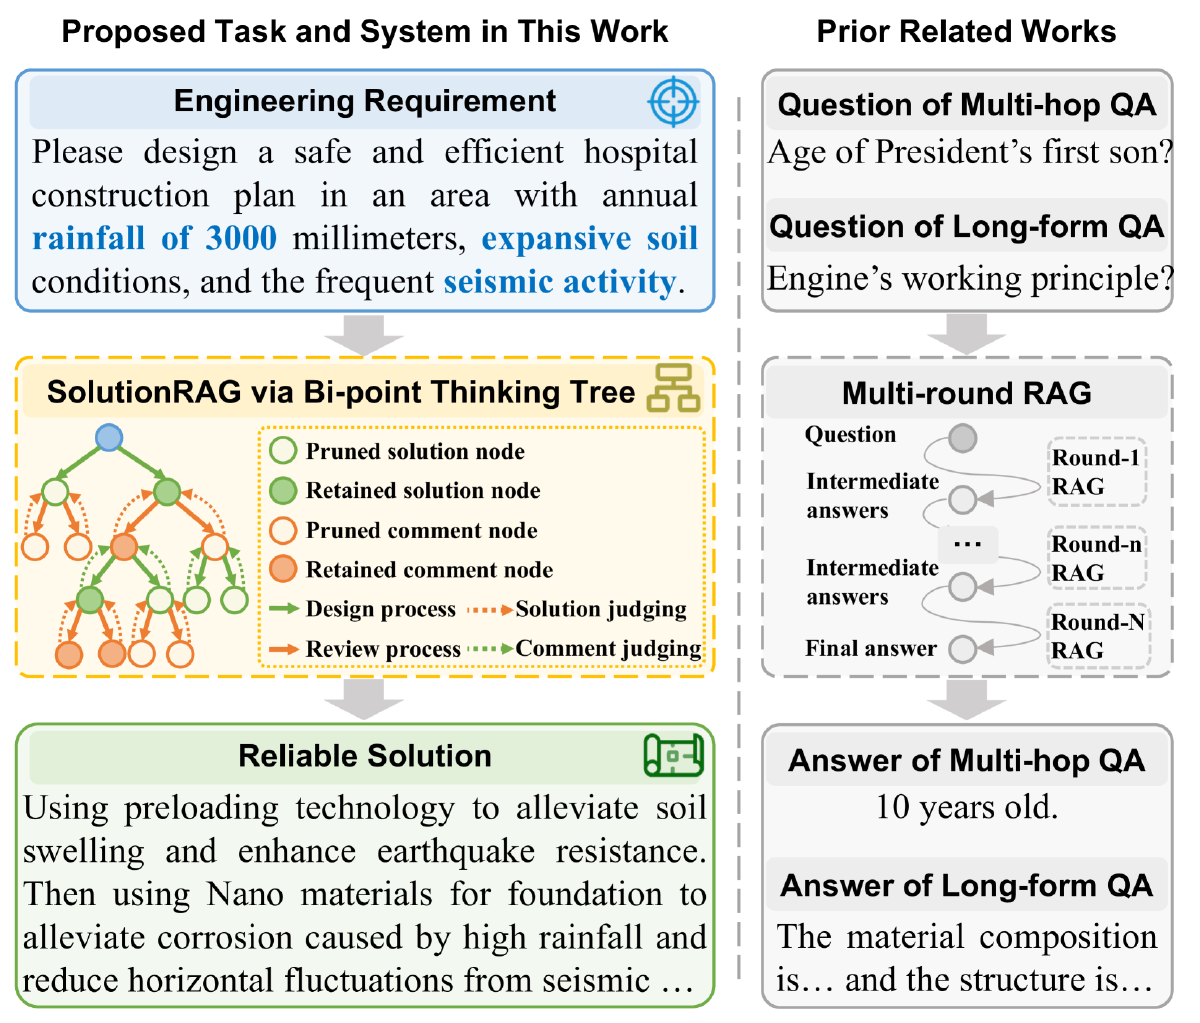 Proposed Task and System in This Work
Engineering Requirement
Please design a safe and efficient hospital
construction plan in an area with annual
rainfall of 3000 millimeters, expansive soil
conditions, and the frequent seismic activity.
SolutionRAG via Bi-point Thinking Tree
Pruned solution node
Retained solution node
Pruned comment node
Retained comment node
Design process
Solution judging
Review process
Comment judging
Reliable Solution
Using preloading technology to alleviate soil
swelling and enhance earthquake resistance.
Then using Nano materials for foundation to
alleviate corrosion caused by high rainfall and
reduce horizontal fluctuations from seismic …
Prior Related Works
Question of Multi-hop QA
Age of President’s first son?
Question of Long-form QA
Engine’s working principle?
Multi-round RAG
Question
Round-1
RAG
Intermediate
answers
...
Round-n
RAG
Intermediate
answers
Round-N
RAG
Final answer
Answer of Multi-hop QA
10 years old.
Answer of Long-form QA
The material composition
is… and the structure is…